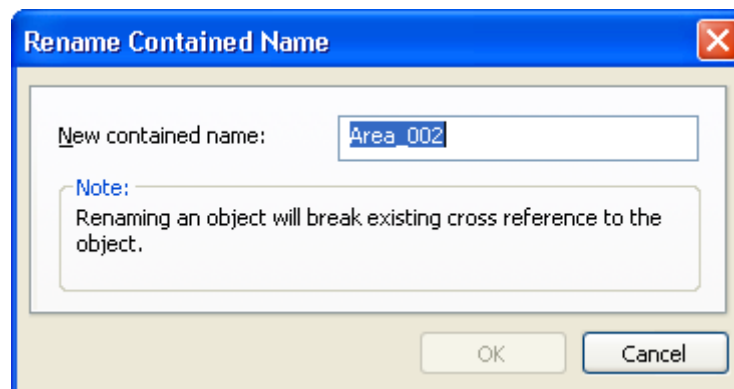 Rename Contained Name
New contained name: Area_002
Note:
Renaming an object will break existing cross reference to the
object.
OK Cancel